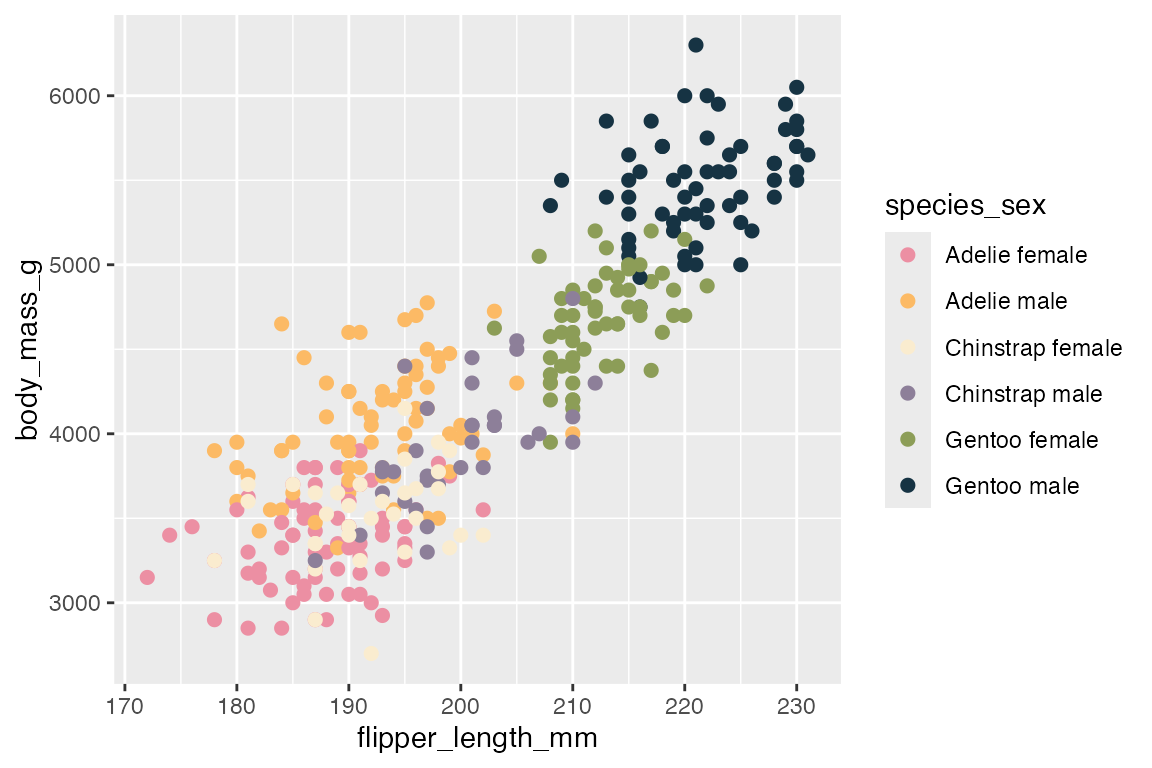 6000
5000
4000
3000
body_mass_g
170 180 190 200 210 220 230
flipper_length_mm
species_sex
Adelie female
Adelie male
Chinstrap female
Chinstrap male
Gentoo female
Gentoo male